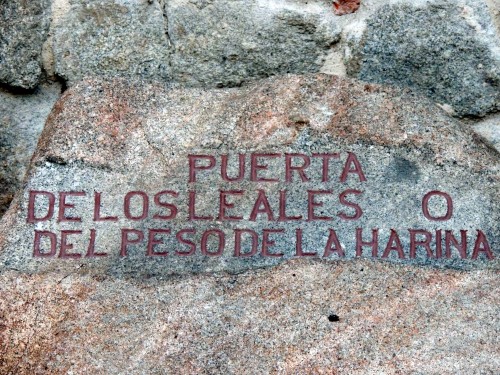 PUERTA
DE LOS LEALES O
DEL PESO DE LA HARINA